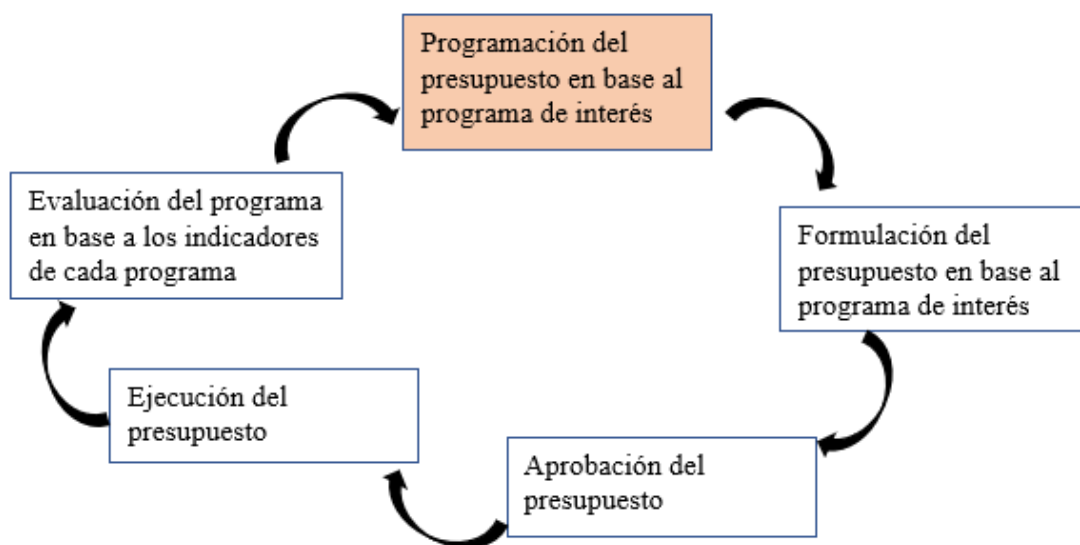 Programación del
presupuesto en base al
programa de interés
Formulación del
presupuesto en base al
programa de interés
Aprobación del
presupuesto
Ejecución del
presupuesto
Evaluación del programa
en base a los indicadores
de cada programa